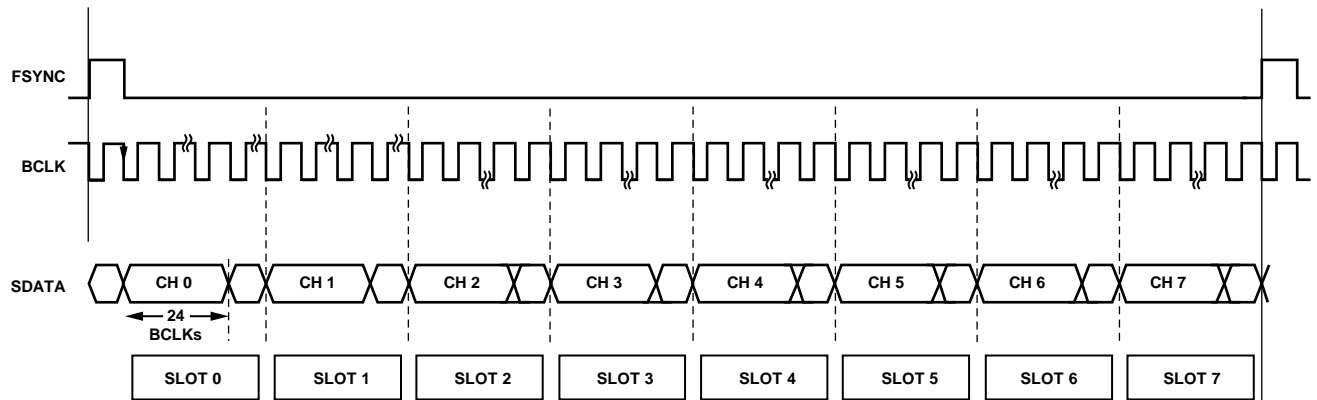 FSYNC
BCLK
SDATA
CH 0
CH 1
CH 2
CH 3
CH 4
CH 5
CH 6
CH 7
24
BCLKs
SLOT 0
SLOT 1
SLOT 2
SLOT 3
SLOT 4
SLOT 5
SLOT 6
SLOT 7